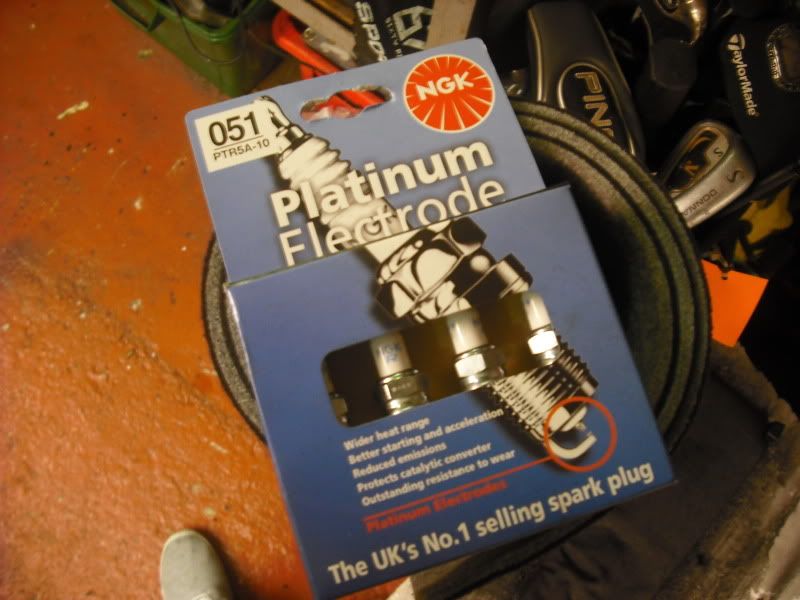 NGK
051
PTR5A-10
Platinum
Electrode
Wider heat range
Better starting and acceleration
Reduced emissions
Protects catalytic converter
Outstanding resistance to wear
Platinum Electrodes
The UK's No.1 selling spark plug
PING
TaylorMade
DONNAY
S